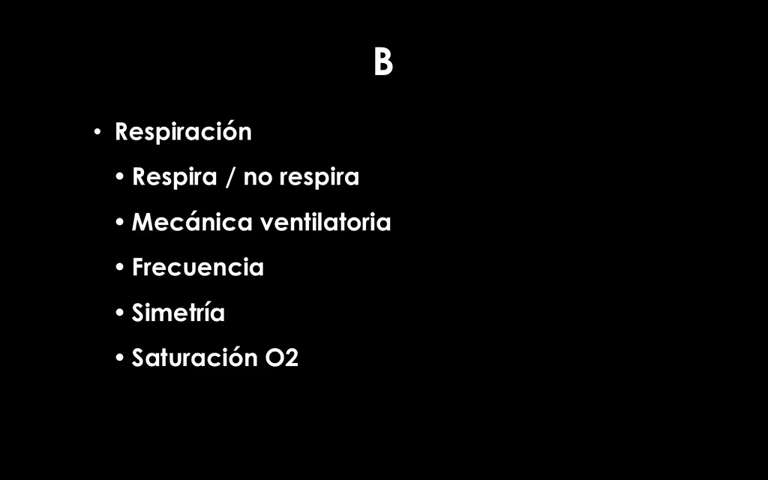 B
• Respiración
• Respira / no respira
• Mecánica ventilatoria
• Frecuencia
• Simetría
• Saturación O2